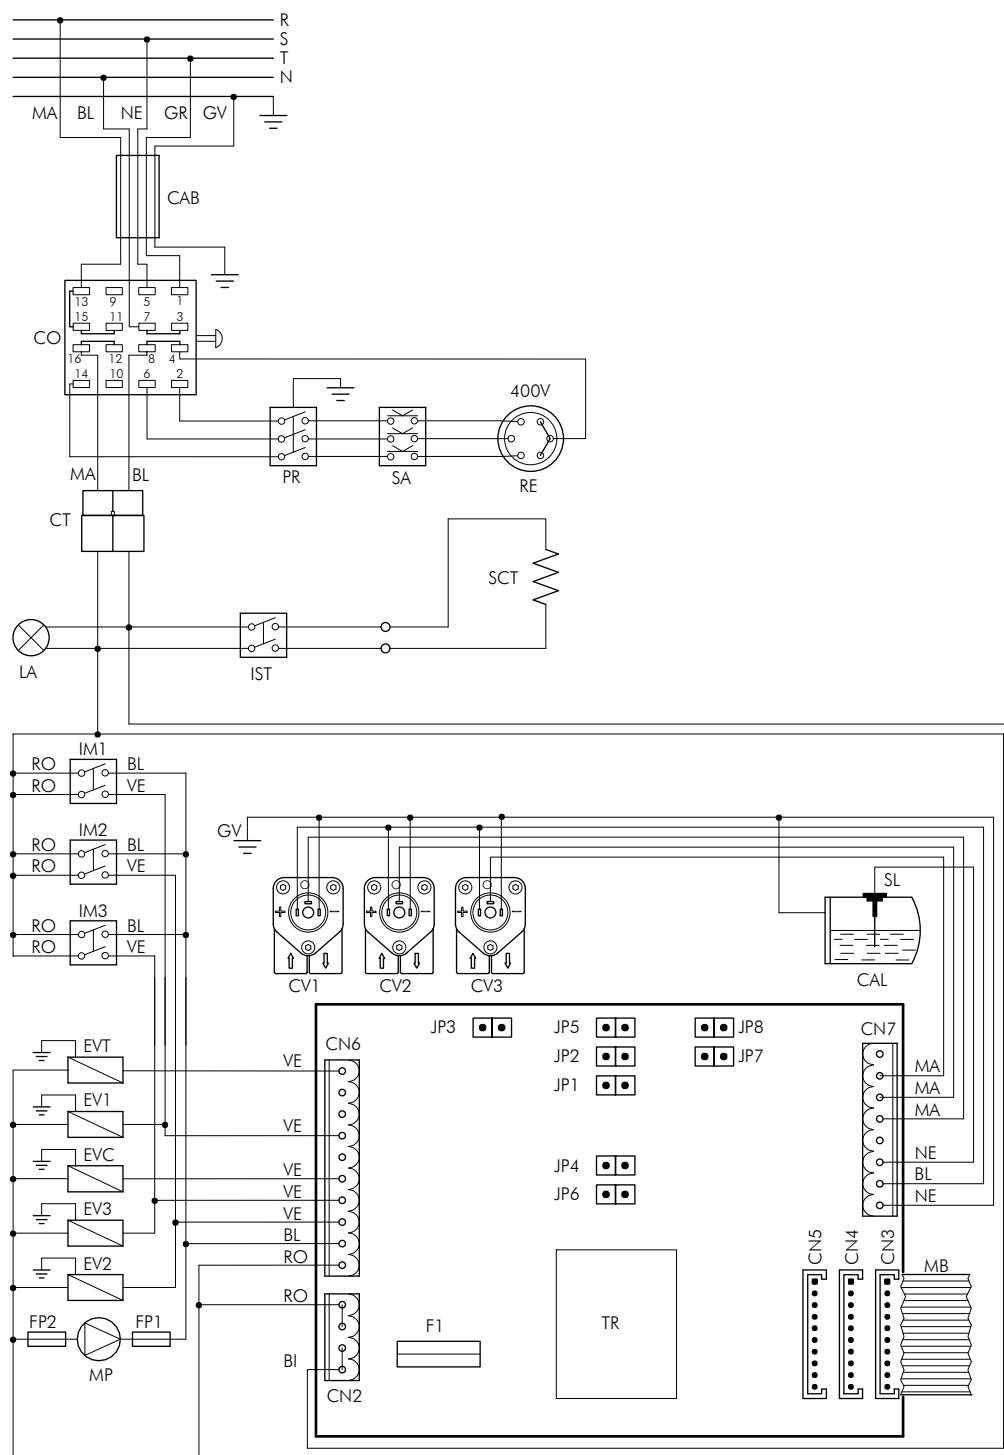 R
S
T
N
MA BL NE GR GV
CAB
13 9 5 1
15 11 7 3
CO
16 12 8 4
14 10 6 2
400V
PR SA RE
MA BL
CT
SCT
LA IST
IM1
RO BL
RO VE
IM2
RO BL
RO VE
IM3
RO BL
RO VE
GV
SL
CAL
CV1 CV2 CV3
JP3 JP5 JP8
JP2 JP7
JP1
CN6 CN7
EVT VE
MA
MA
MA
EV1 VE
EVC VE
JP4
NE
EV3 VE
JP6
BL
VE
NE
BL
EV2 RO
CN5 CN4 CN3
MB
RO
FP2 FP1
F1
TR
MP
BI
CN2